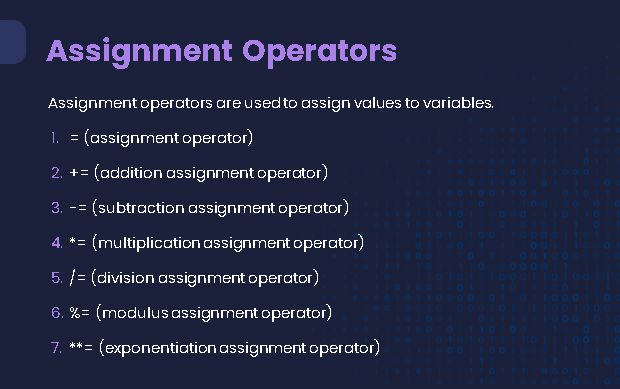 Assignment Operators
Assignment operators are used to assign values to variables.
1. = (assignment operator)
2. += (addition assignment operator)
3. -= (subtraction assignment operator)
4. *= (multiplication assignment operator)
5. /= (division assignment operator)
6. %= (modulus assignment operator)
7. **= (exponentiation assignment operator)